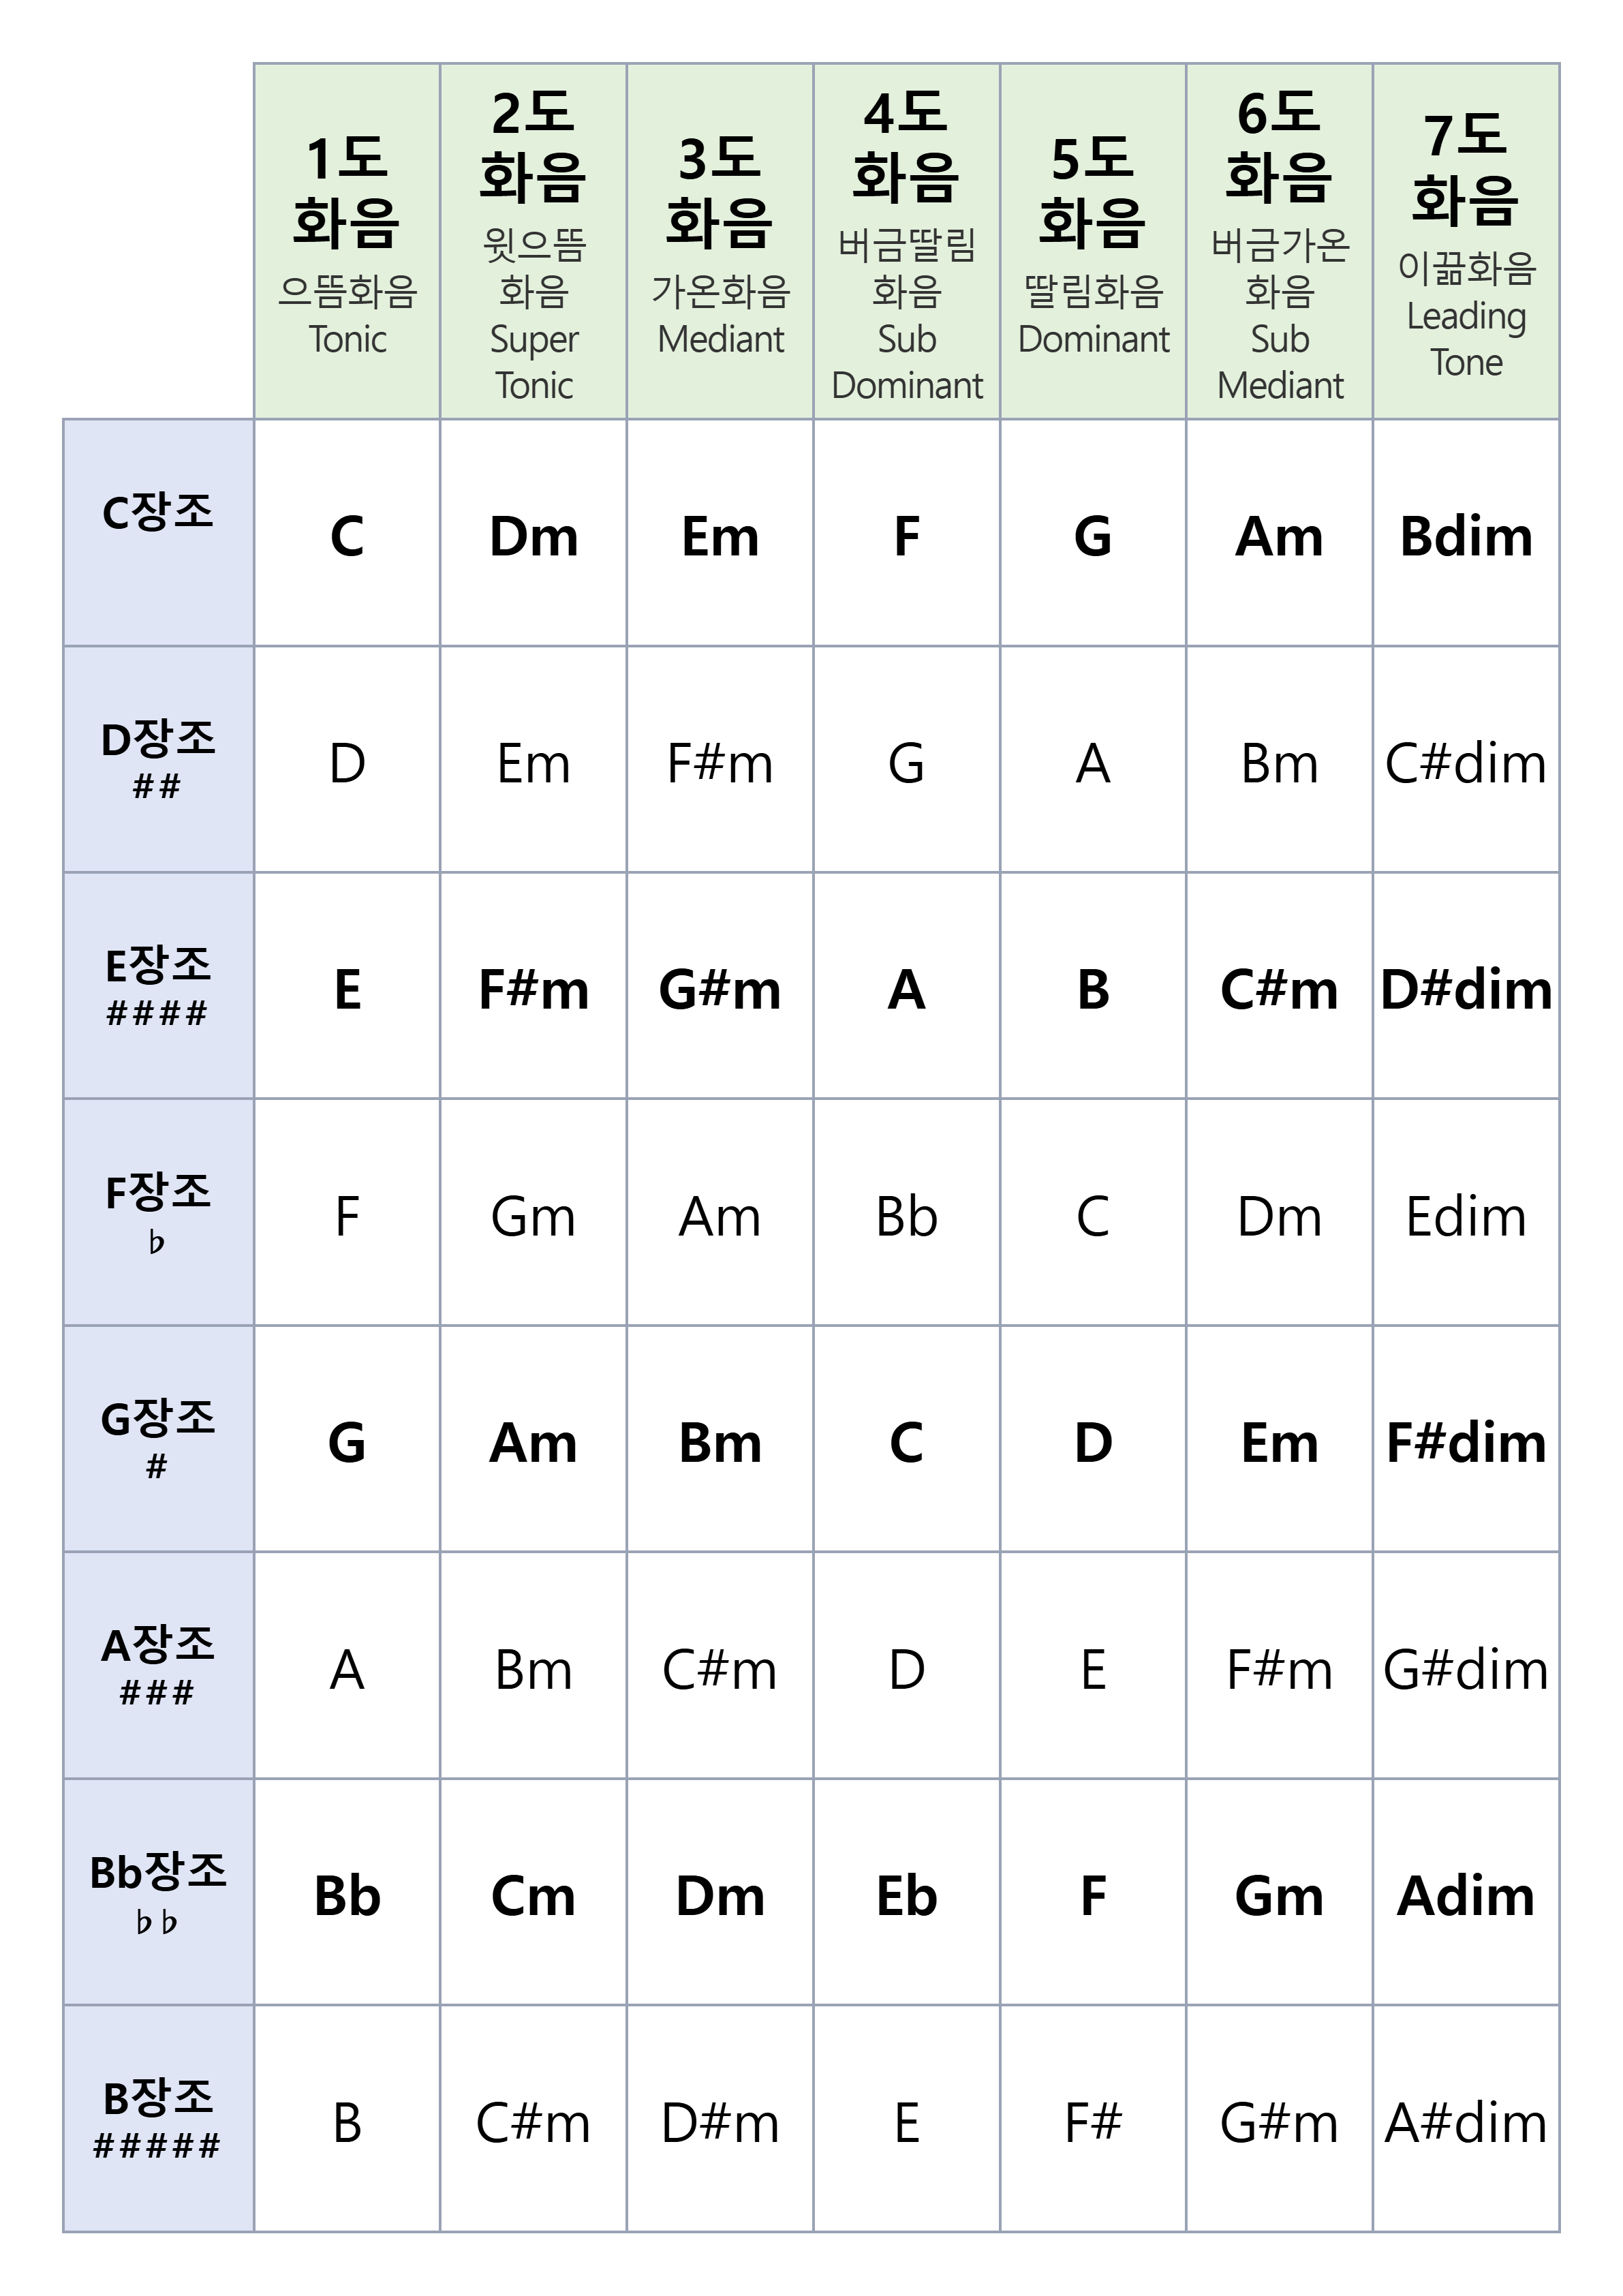 1도
화음
으뜸화음
Tonic
2도
화음
윗으뜸
화음
Super
Tonic
3도
화음
가온화음
Mediant
4도
화음
버금딸림
화음
Sub
Dominant
5도
화음
딸림화음
Dominant
6도
화음
버금가온
화음
Sub
Mediant
7도
화음
이끎화음
Leading
Tone
C장조
C Dm Em F G Am Bdim
D장조
##
D Em F#m G A Bm C#dim
E장조
####
E F#m G#m A B C#m D#dim
F장조
♭
F Gm Am Bb C Dm Edim
G장조
#
G Am Bm C D Em F#dim
A장조
###
A Bm C#m D E F#m G#dim
Bb장조
♭♭
Bb Cm Dm Eb F Gm Adim
B장조
#####
B C#m D#m E F# G#m A#dim